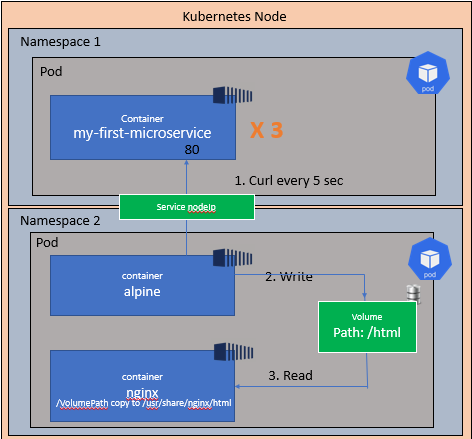 Kubernetes Node
Namespace 1
Pod
pod
Container
my-first-microservice
80
X 3
1. Curl every 5 sec
Service nodeIp
Namespace 2
Pod
pod
container
alpine
2. Write
Volume
Path: /html
container
nginx
/VolumePath copy to /usr/share/nginx/html
3. Read